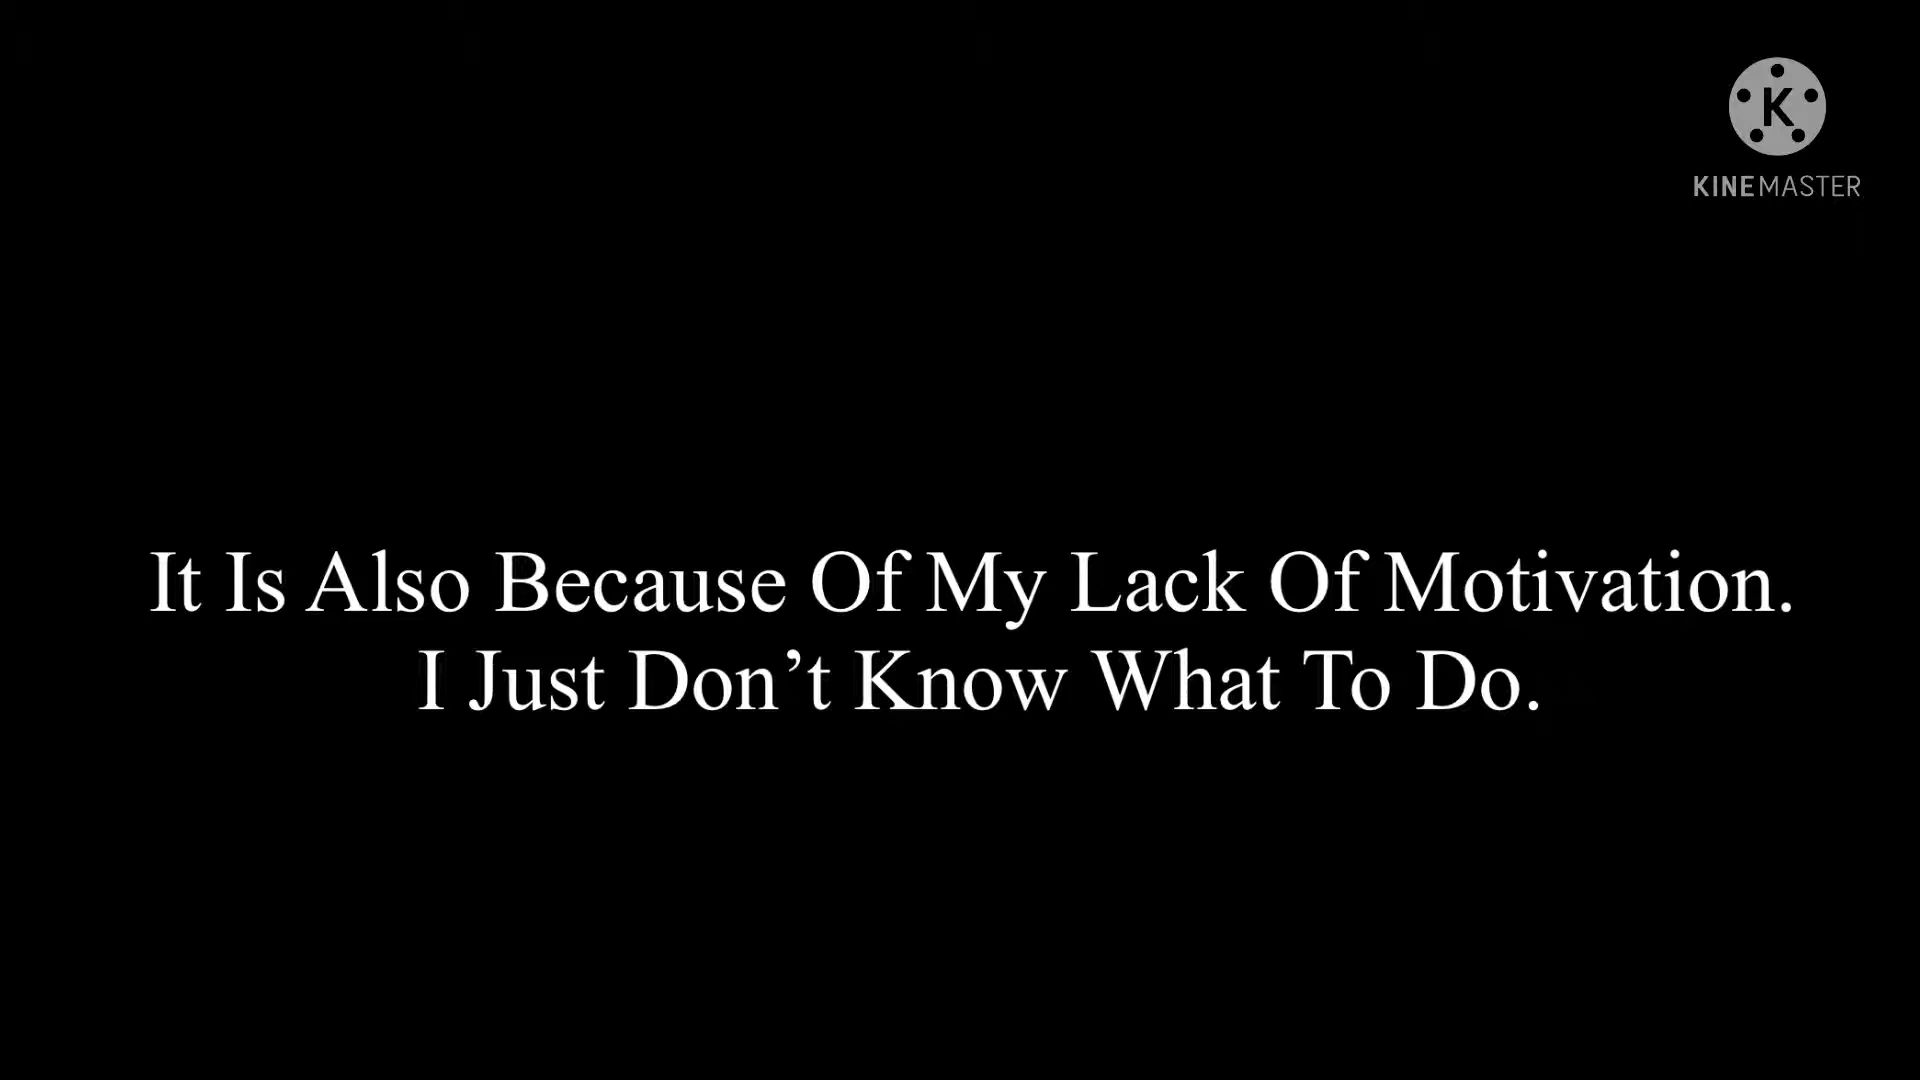 K
KINEMASTER
It Is Also Because Of My Lack Of Motivation.
I Just Don’t Know What To Do.